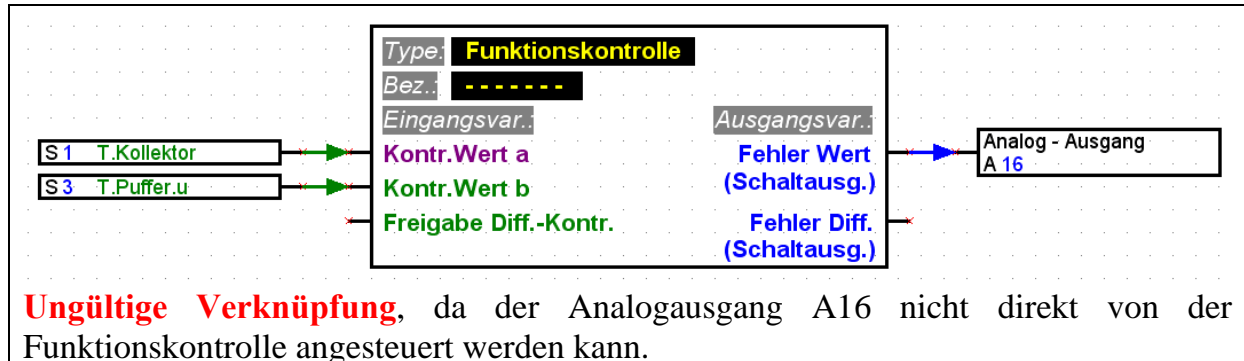 Type: Funktionskontrolle
Bez.: - - - - - - -
Eingangsvar.: Ausgangsvar.:
S 1 T.Kollektor
S 3 T.Puffer.u
Kontr.Wert a
Kontr.Wert b
Freigabe Diff.-Kontr.
Fehler Wert
(Schaltausg.)
Fehler Diff.
(Schaltausg.)
Analog - Ausgang
A 16
Ungültige Verknüpfung, da der Analogausgang A16 nicht direkt von der
Funktionskontrolle angesteuert werden kann.